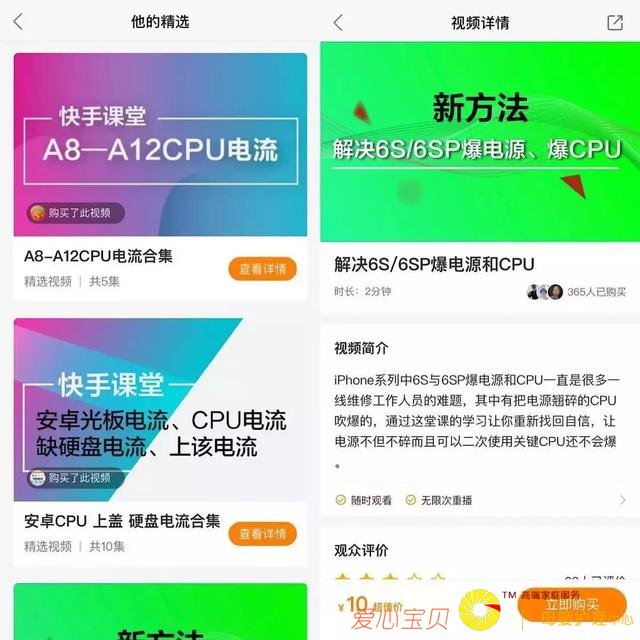 他的精选
快手课堂
A8—A12CPU电流
购买了此视频
A8-A12CPU电流合集
精选视频 | 共5集
查看详情
快手课堂
安卓光板电流、CPU电流
缺硬盘电流、上该电流
购买了此视频
安卓CPU 上盖 硬盘电流合集
精选视频 | 共10集
查看详情
视频详情
新方法
解决6S/6SP爆电源、爆CPU
解决6S/6SP爆电源和CPU
时长：2分钟
365人已购买
视频简介
iPhone系列中6S与6SP爆电源和CPU一直是很多一
线维修工作人员的难题，其中有把电源翘碎的CPU
吹爆的，通过这堂课的学习让你重新找回自信，让
电源不但不碎而且可以二次使用关键CPU还不会爆
。
随时观看
无限次重播
观众评价
¥10 超值价
立即购买
爱心宝贝
TM 高端家庭服务
母婴护理中心